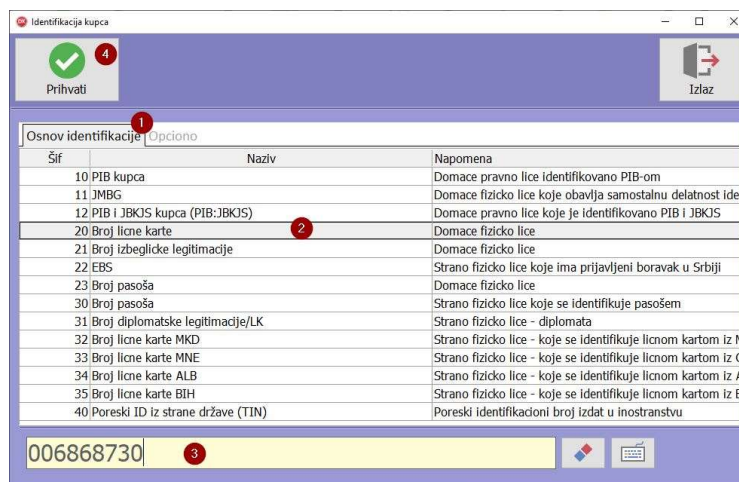 Identifikacija kupca
4
Prihvati
Izlaz
1
Osnov identifikacije Opciono
Šif Naziv Napomena
10 PIB kupca Domace pravno lice identifikovano PIB-om
11 JMBG Domace fizicko lice koje obavlja samostalnu delatnost ide
12 PIB i JBKJS kupca (PIB:JBKJS) Domace pravno lice koje je identifikovano PIB i JBKJS
20 Broj licne karte 2 Domace fizicko lice
21 Broj izbeglicke legitimacije Domace fizicko lice
22 EBS Strano fizicko lice koje ima prijavljeni boravak u Srbiji
23 Broj pasoša Domace fizicko lice
30 Broj pasoša Strano fizicko lice koje se identifikuje pasošem
31 Broj diplomatske legitimacije/LK Strano fizicko lice - diplomata
32 Broj licne karte MKD Strano fizicko lice - koje se identifikuje licnom kartom iz
33 Broj licne karte MNE Strano fizicko lice - koje se identifikuje licnom kartom iz
34 Broj licne karte ALB Strano fizicko lice - koje se identifikuje licnom kartom iz
35 Broj licne karte BIH Strano fizicko lice - koje se identifikuje licnom kartom iz
40 Poreski ID iz strane države (TIN) Poreski identifikacioni broj izdat u inostranstvu
006868730 3